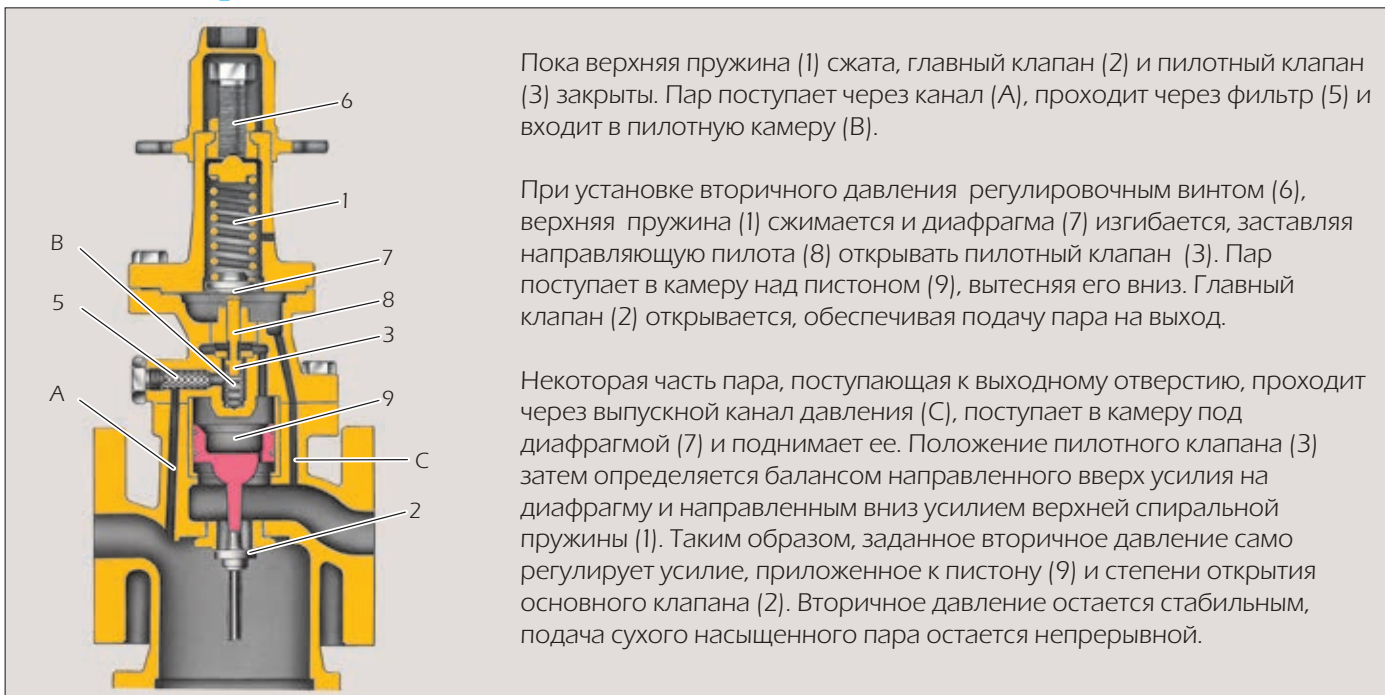 Пока верхняя пружина (1) сжата, главный клапан (2) и пилотный клапан
(3) закрыты. Пар поступает через канал (A), проходит через фильтр (5) и
входит в пилотную камеру (B).
При установке вторичного давления регулировочным винтом (6),
верхняя пружина (1) сжимается и диафрагма (7) изгибается, заставляя
направляющую пилота (8) открывать пилотный клапан (3). Пар
поступает в камеру над пистоном (9), вытесняя его вниз. Главный
клапан (2) открывается, обеспечивая подачу пара на выход.
Некоторая часть пара, поступающая к выходному отверстию, проходит
через выпускной канал давления (C), поступает в камеру под
диафрагмой (7) и поднимает ее. Положение пилотного клапана (3)
затем определяется балансом направленного вверх усилия на
диафрагму и направленным вниз усилием верхней спиральной
пружины (1). Таким образом, заданное вторичное давление само
регулирует усилие, приложенное к пистону (9) и степени открытия
основного клапана (2). Вторичное давление остается стабильным,
подача сухого насыщенного пара остается непрерывной.
6
1
B
7
5
8
3
A
9
C
2